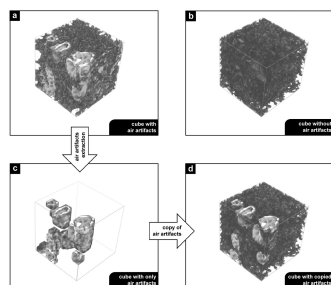 a
cube with
air artifacts
b
cube without
air artifacts
air artifacts
extraction
c
cube with only
air artifacts
copy of
air artifacts
d
cube with copied
air artifacts